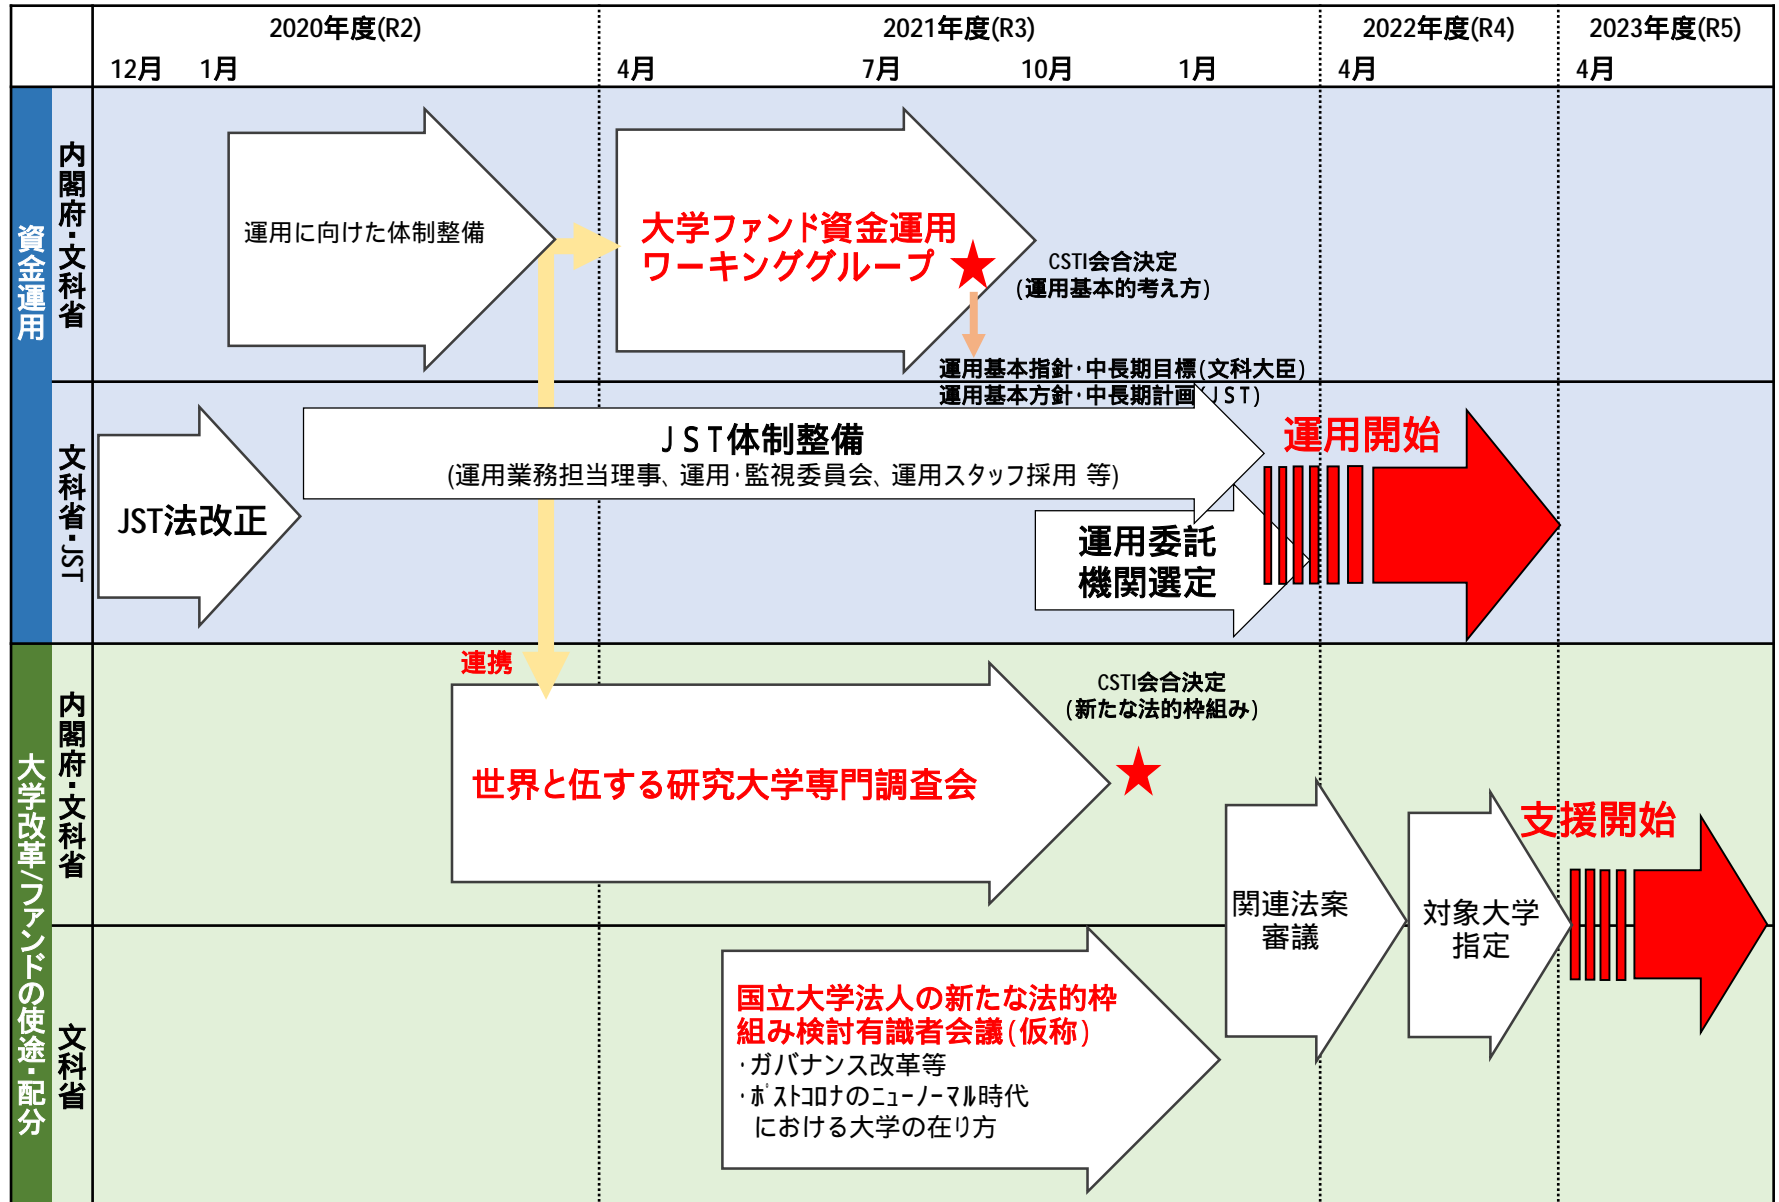 2020年度(R2)
2021年度(R3)
2022年度(R4)
2023年度(R5)
12月
1月
4月
7月
10月
1月
4月
4月
資金運用
内閣府・文科省
運用に向けた体制整備
大学ファンド資金運用
ワーキンググループ
CSTI会合決定
(運用基本的考え方)
運用基本指針・中長期目標(文科大臣)
運用基本方針・中長期計画(JST)
文科省・JST
JST法改正
JST体制整備
(運用業務担当理事、運用・監視委員会、運用スタッフ採用 等)
運用委託
機関選定
運用開始
大学改革/ファンドの使途・配分
内閣府・文科省
連携
世界と伍する研究大学専門調査会
CSTI会合決定
(新たな法的枠組み)
関連法案
審議
対象大学
指定
支援開始
文科省
国立大学法人の新たな法的枠
組み検討有識者会議(仮称)
・ガバナンス改革等
・ポストコロナのニューノーマル時代
における大学の在り方